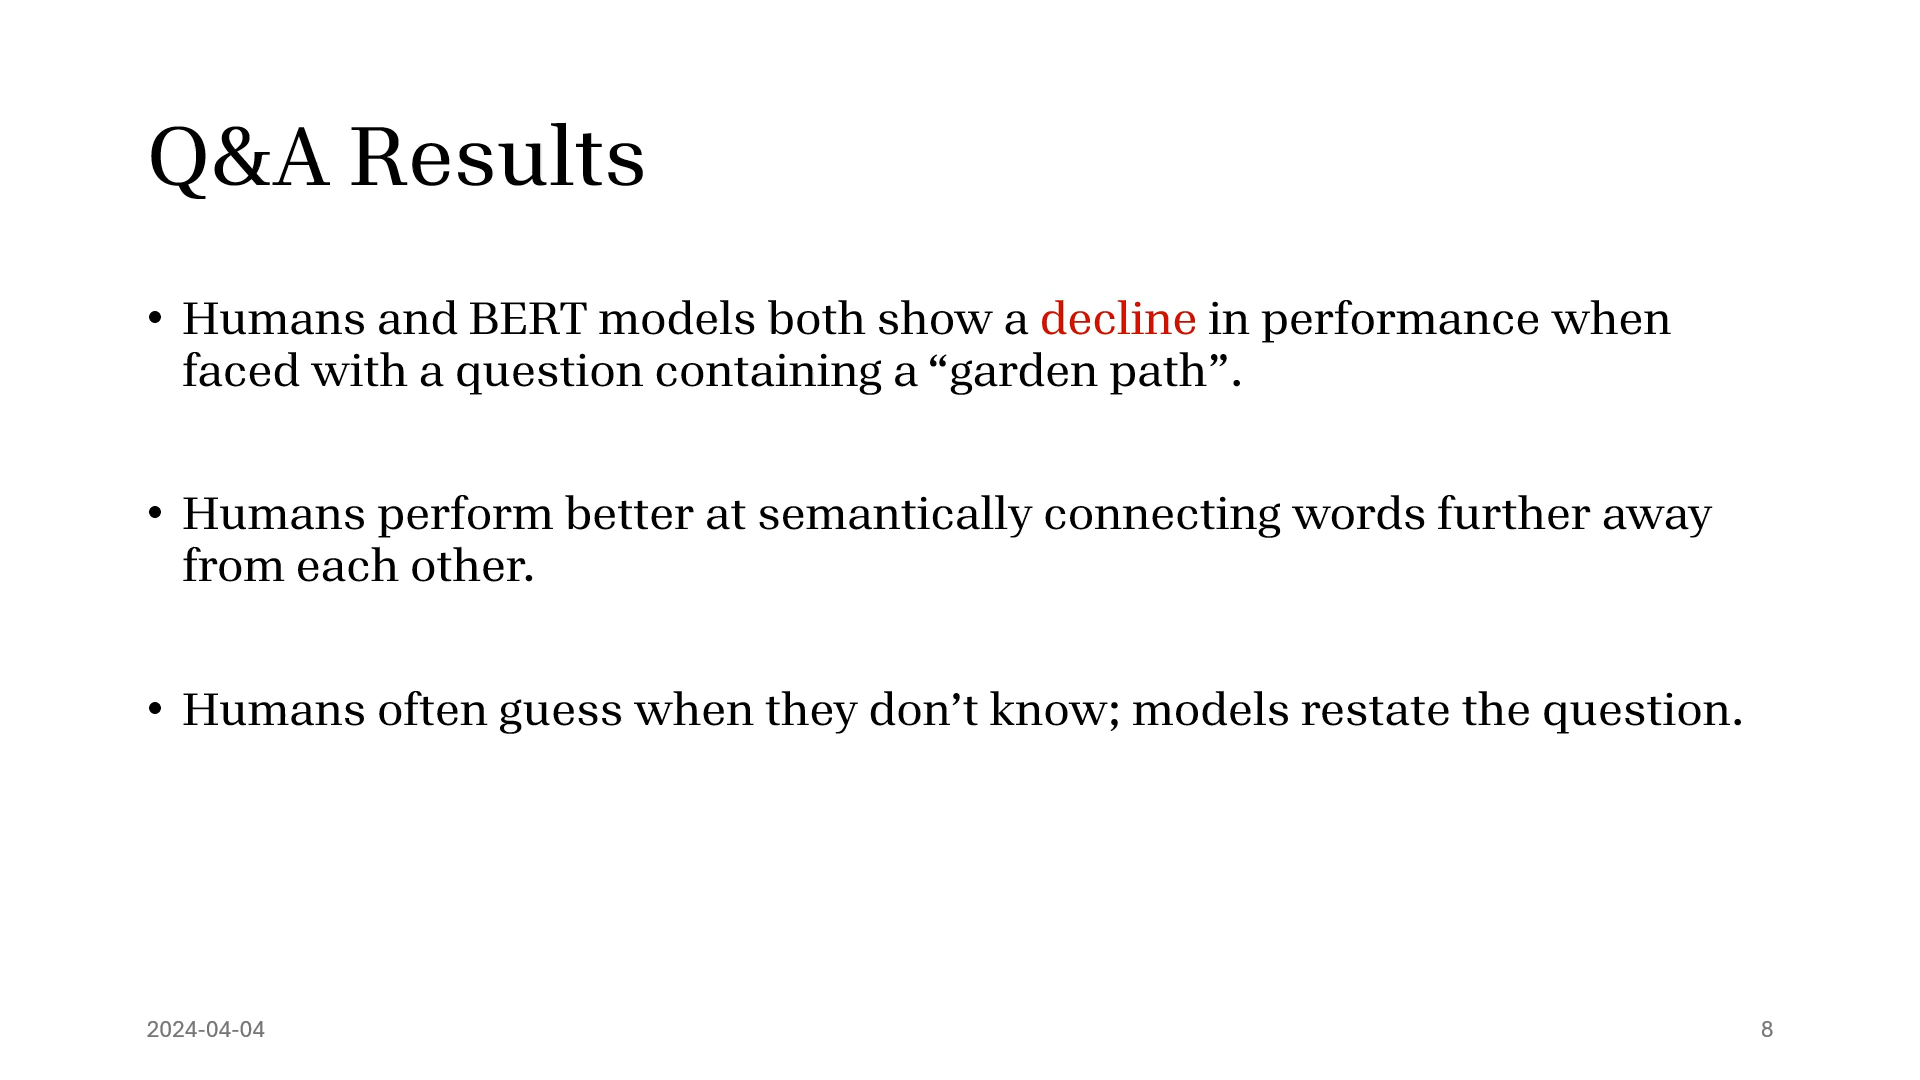 Q&A Results
• Humans and BERT models both show a decline in performance when
faced with a question containing a “garden path”.
• Humans perform better at semantically connecting words further away
from each other.
• Humans often guess when they don’t know; models restate the question.
2024-04-04
8